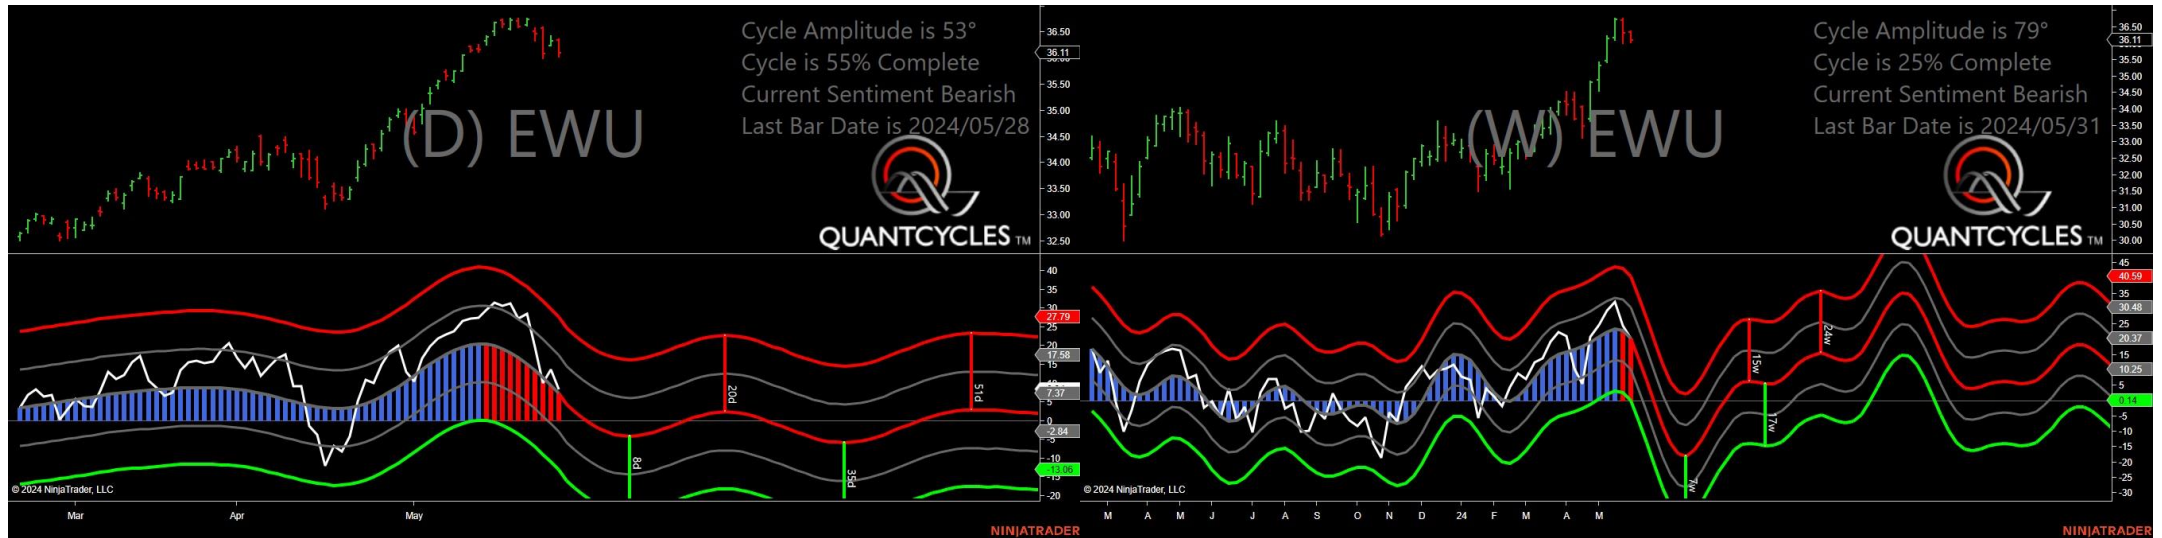 Cycle Amplitude is 53°
Cycle is 55% Complete
Current Sentiment Bearish
Last Bar Date is 2024/05/28
(D) EWU
QUANTCYCLES TM
36.50
36.11
35.50
35.00
34.50
34.00
33.50
33.00
32.50
40
35
30
27.79
25
20
17.58
15
10
7.37
5
0
-2.84
-5
-10
-13.06
-15
-20
8d
20d
35d
51d
© 2024 NinjaTrader, LLC
Mar Apr May
NINJATRADER
Cycle Amplitude is 79°
Cycle is 25% Complete
Current Sentiment Bearish
Last Bar Date is 2024/05/31
(W) EWU
QUANTCYCLES TM
36.50
36.11
35.50
35.00
34.50
34.00
33.50
33.00
32.50
32.00
31.50
31.00
30.50
30.00
45
40.59
35
30.48
25
20.37
15
10.25
5
0.14
-5
-10
-15
-20
-25
-30
7w
15w
17w
24w
© 2024 NinjaTrader, LLC
M A M J J A S O N D 24 F M A M
NINJATRADER